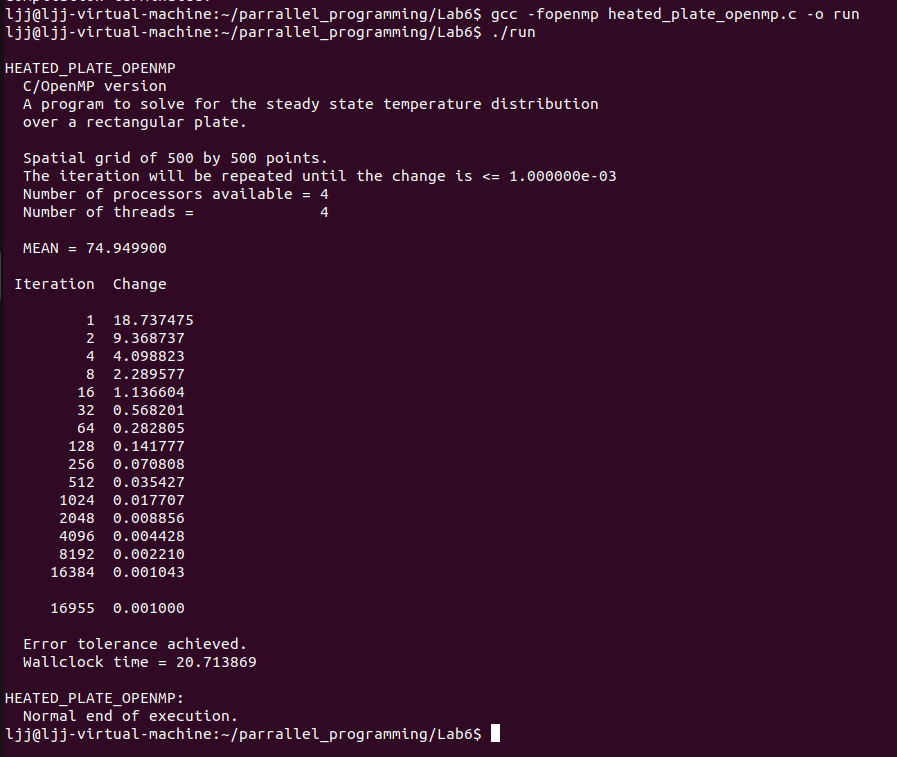 ljj@ljj-virtual-machine:~/parrallel_programming/Lab6$ gcc -fopenmp heated_plate_openmp.c -o run
ljj@ljj-virtual-machine:~/parrallel_programming/Lab6$ ./run
HEATED_PLATE_OPENMP
C/OpenMP version
A program to solve for the steady state temperature distribution
over a rectangular plate.
Spatial grid of 500 by 500 points.
The iteration will be repeated until the change is <= 1.000000e-03
Number of processors available = 4
Number of threads =              4
MEAN = 74.949900
Iteration  Change
1  18.737475
2  9.368737
4  4.098823
8  2.289577
16  1.136604
32  0.568201
64  0.282805
128  0.141777
256  0.070808
512  0.035427
1024  0.017707
2048  0.008856
4096  0.004428
8192  0.002210
16384  0.001043
16955  0.001000
Error tolerance achieved.
Wallclock time = 20.713869
HEATED_PLATE_OPENMP:
Normal end of execution.
ljj@ljj-virtual-machine:~/parrallel_programming/Lab6$